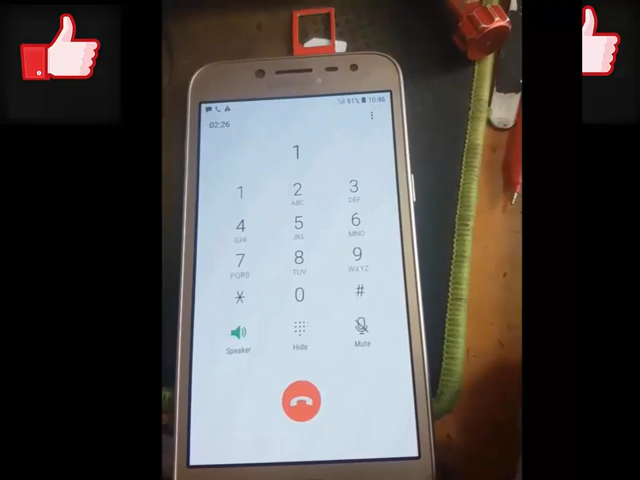 91% 10:46
02:26
1
1 2 3
ABC DEF
4 5 6
GHI JKL MNO
7 8 9
PQRS TUV WXYZ
* 0 #
Speaker Hide Mute